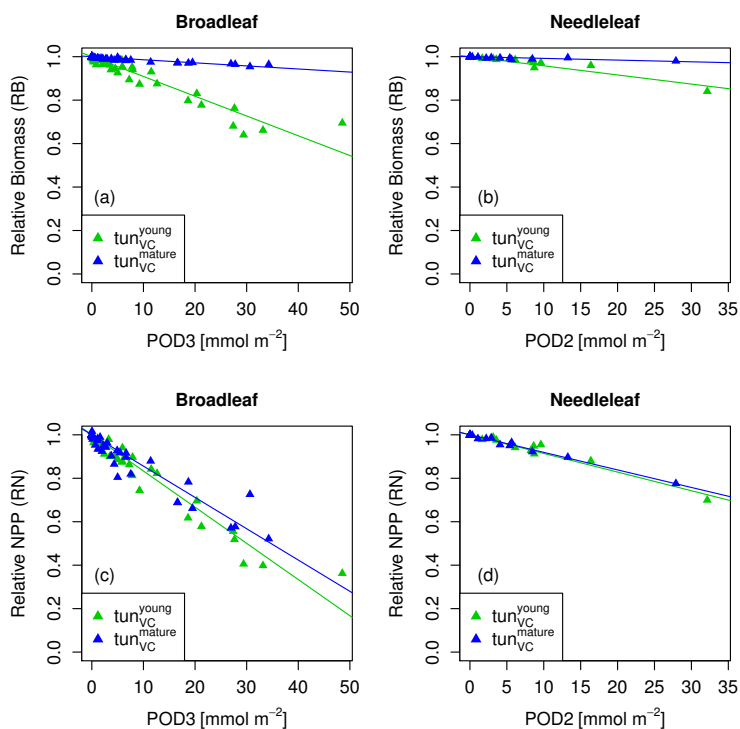 Broadleaf
Relative Biomass (RB)
1.0
0.8
0.6
0.4
0.2
0.0
(a)
tun_VC^young
tun_VC^mature
0 10 20 30 40 50
POD3 [mmol m⁻²]
Needleleaf
Relative Biomass (RB)
1.0
0.8
0.6
0.4
0.2
0.0
(b)
tun_VC^young
tun_VC^mature
0 5 10 15 20 25 30 35
POD2 [mmol m⁻²]
Broadleaf
Relative NPP (RN)
1.0
0.8
0.6
0.4
0.2
0.0
(c)
tun_VC^young
tun_VC^mature
0 10 20 30 40 50
POD3 [mmol m⁻²]
Needleleaf
Relative NPP (RN)
1.0
0.8
0.6
0.4
0.2
0.0
(d)
tun_VC^young
tun_VC^mature
0 5 10 15 20 25 30 35
POD2 [mmol m⁻²]